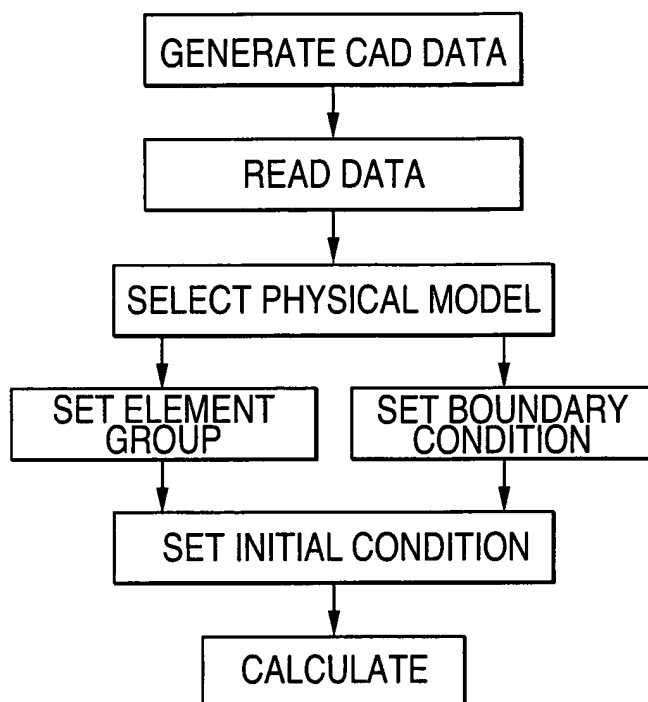 GENERATE CAD DATA
READ DATA
SELECT PHYSICAL MODEL
SET ELEMENT
GROUP
SET BOUNDARY
CONDITION
SET INITIAL CONDITION
CALCULATE